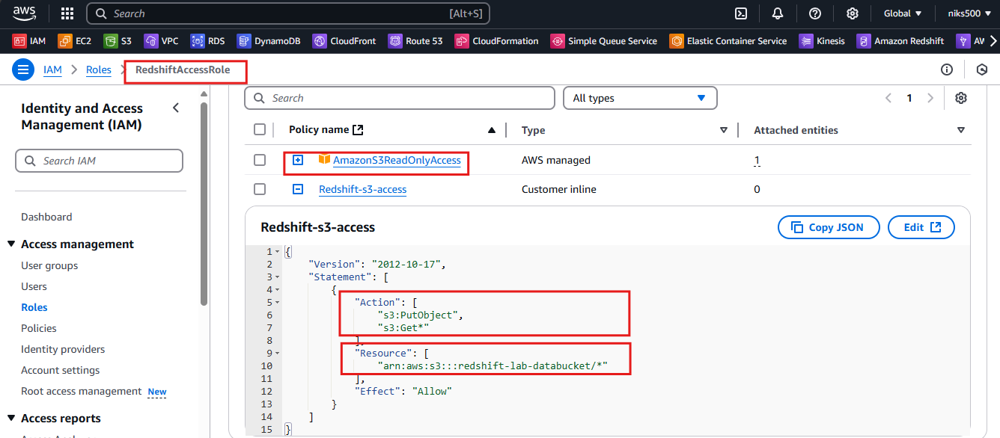 aws Search [Alt+S] Global niks500
IAM EC2 S3 VPC RDS DynamoDB CloudFront Route 53 CloudFormation Simple Queue Service Elastic Container Service Kinesis Amazon Redshift
IAM > Roles > RedshiftAccessRole
Identity and Access
Management (IAM)
Search IAM
Dashboard
Access management
User groups
Users
Roles
Policies
Identity providers
Account settings
Root access management New
Access reports
Search All types 1
Policy name Type Attached entities
AmazonS3ReadOnlyAccess AWS managed 1
Redshift-s3-access Customer inline 0
Redshift-s3-access Copy JSON Edit
1 {
2 "Version": "2012-10-17",
3 "Statement": [
4 {
5 "Action": [
6 "s3:PutObject",
7 "s3:Get*"
8 ],
9 "Resource": [
10 "arn:aws:s3:::redshift-lab-databucket/*"
11 ],
12 "Effect": "Allow"
13 }
14 ]
15 }